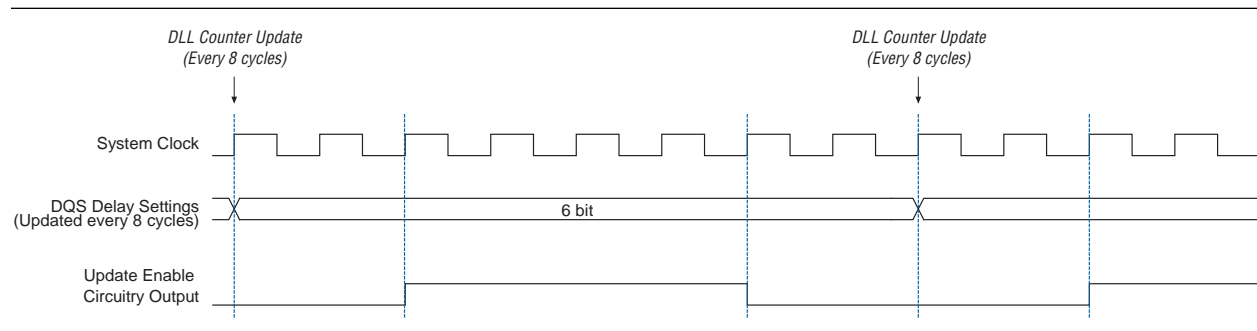 DLL Counter Update
(Every 8 cycles)
DLL Counter Update
(Every 8 cycles)
System Clock
DQS Delay Settings
(Updated every 8 cycles)
6 bit
Update Enable
Circuitry Output